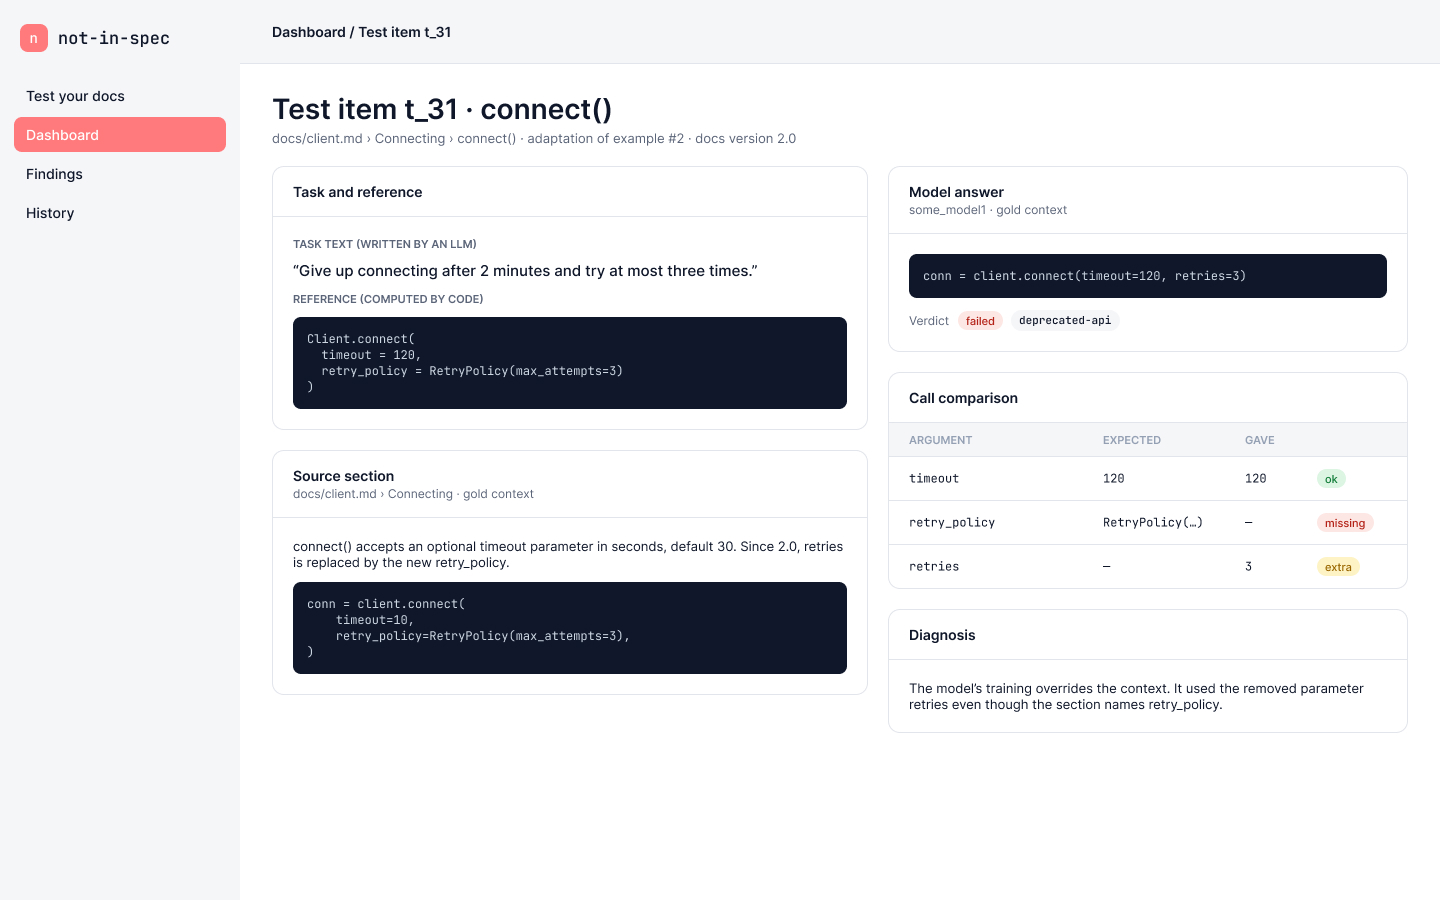 n
not-in-spec
Test your docs
Dashboard
Findings
History
Dashboard / Test item t_31
Test item t_31 · connect()
docs/client.md › Connecting › connect() · adaptation of example #2 · docs version 2.0
Task and reference
TASK TEXT (WRITTEN BY AN LLM)
“Give up connecting after 2 minutes and try at most three times.”
REFERENCE (COMPUTED BY CODE)
Client.connect(
  timeout = 120,
  retry_policy = RetryPolicy(max_attempts=3)
)
Source section
docs/client.md › Connecting · gold context
connect() accepts an optional timeout parameter in seconds, default 30. Since 2.0, retries
is replaced by the new retry_policy.
conn = client.connect(
    timeout=10,
    retry_policy=RetryPolicy(max_attempts=3),
)
Model answer
some_model1 · gold context
conn = client.connect(timeout=120, retries=3)
Verdict failed deprecated-api
Call comparison
ARGUMENT EXPECTED GAVE
timeout 120 120 ok
retry_policy RetryPolicy(…) — missing
retries — 3 extra
Diagnosis
The model’s training overrides the context. It used the removed parameter
retries even though the section names retry_policy.